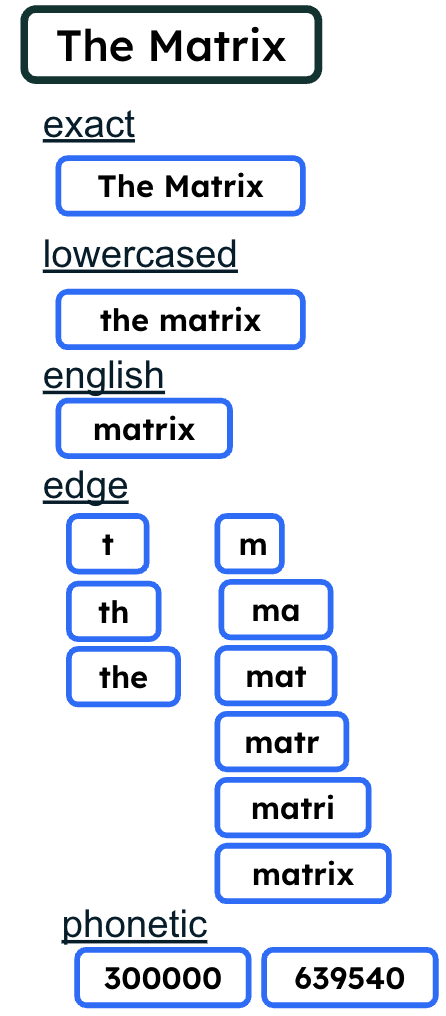 The Matrix
exact
The Matrix
lowercased
the matrix
english
matrix
edge
t m
th ma
the mat
matr
matri
matrix
phonetic
300000 639540